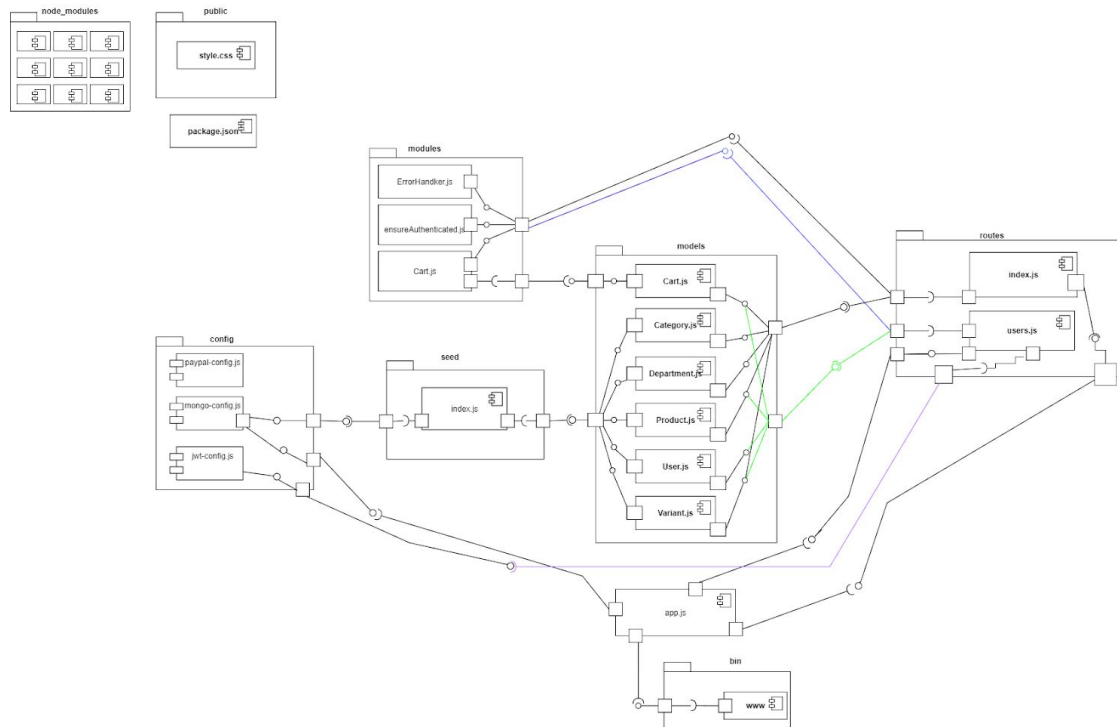 node_modules
public
style.css
package.json
modules
ErrorHandker.js
ensureAuthenticated.js
Cart.js
models
Cart.js
Category.js
Department.js
Product.js
User.js
Variant.js
routes
index.js
users.js
config
paypal-config.js
mongo-config.js
jwt-config.js
seed
index.js
app.js
bin
www